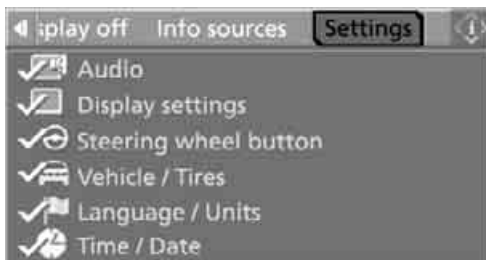 splay off Info sources Settings i
Audio
Display settings
Steering wheel button
Vehicle / Tires
Language / Units
Time / Date